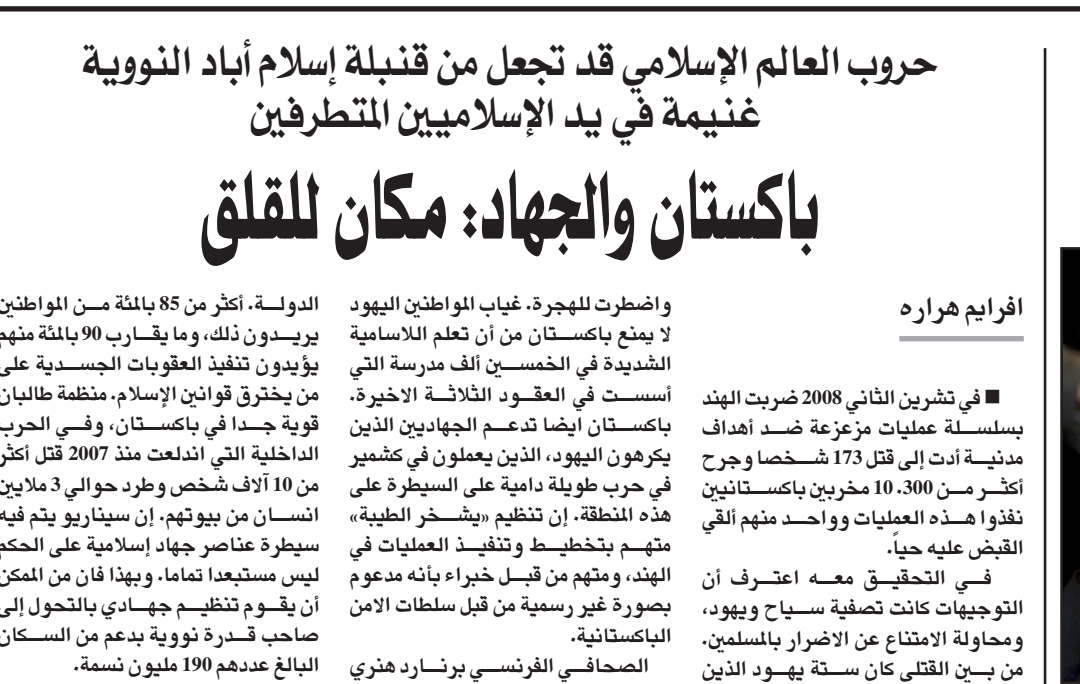 حروب العالم الإسلامي قد تجعل من قنبلة إسلام أباد النووية
غنيمة في يد الإسلاميين المتطرفين
باكستان والجهاد: مكان للقلق
افرايم هراره
■ في تشرين الثاني 2008 ضربت الهند
بسلسلة عمليات مزعزعة ضد أهداف
مدنية أدت إلى قتل 173 شخصا وجرح
أكثر من 300. 10 مخربين باكستانيين
نفذوا هذه العمليات وواحد منهم ألقي
القبض عليه حياً.
في التحقيق معه اعترف أن
التوجيهات كانت تصفية سياح ويهود،
ومحاولة الامتناع عن الاضرار بالمسلمين.
من بين القتلى كان ستة يهود الذين
واضطرت للهجرة. غياب المواطنين اليهود
لا يمنع باكستان من أن تعلم اللاسامية
الشديدة في الخمسين ألف مدرسة التي
أسست في العقود الثلاثة الاخيرة.
باكستان ايضا تدعم الجهاديين الذين
يكرهون اليهود، الذين يعملون في كشمير
في حرب طويلة دامية على السيطرة على
هذه المنطقة. إن تنظيم «يشخر الطيبة»
متهم بتخطيط وتنفيذ العمليات في
الهند، ومتهم من قبل خبراء بأنه مدعوم
بصورة غير رسمية من قبل سلطات الامن
الباكستانية.
الصحافي الفرنسي برنارد هنري
الدولة. أكثر من 85 بالمئة من المواطنين
يريدون ذلك، وما يقارب 90 بالمئة منهم
يؤيدون تنفيذ العقوبات الجسدية على
من يخترق قوانين الإسلام. منظمة طالبان
قوية جدا في باكستان، وفي الحرب
الداخلية التي اندلعت منذ 2007 قتل أكثر
من 10 آلاف شخص وطرد حوالي 3 ملايين
انسان من بيوتهم. إن سيناريو يتم فيه
سيطرة عناصر جهاد إسلامية على الحكم
ليس مستبعدا تماما. وبهذا فان من الممكن
أن يقوم تنظيم جهادي بالتحول إلى
صاحب قدرة نووية بدعم من السكان
البالغ عددهم 190 مليون نسمة.